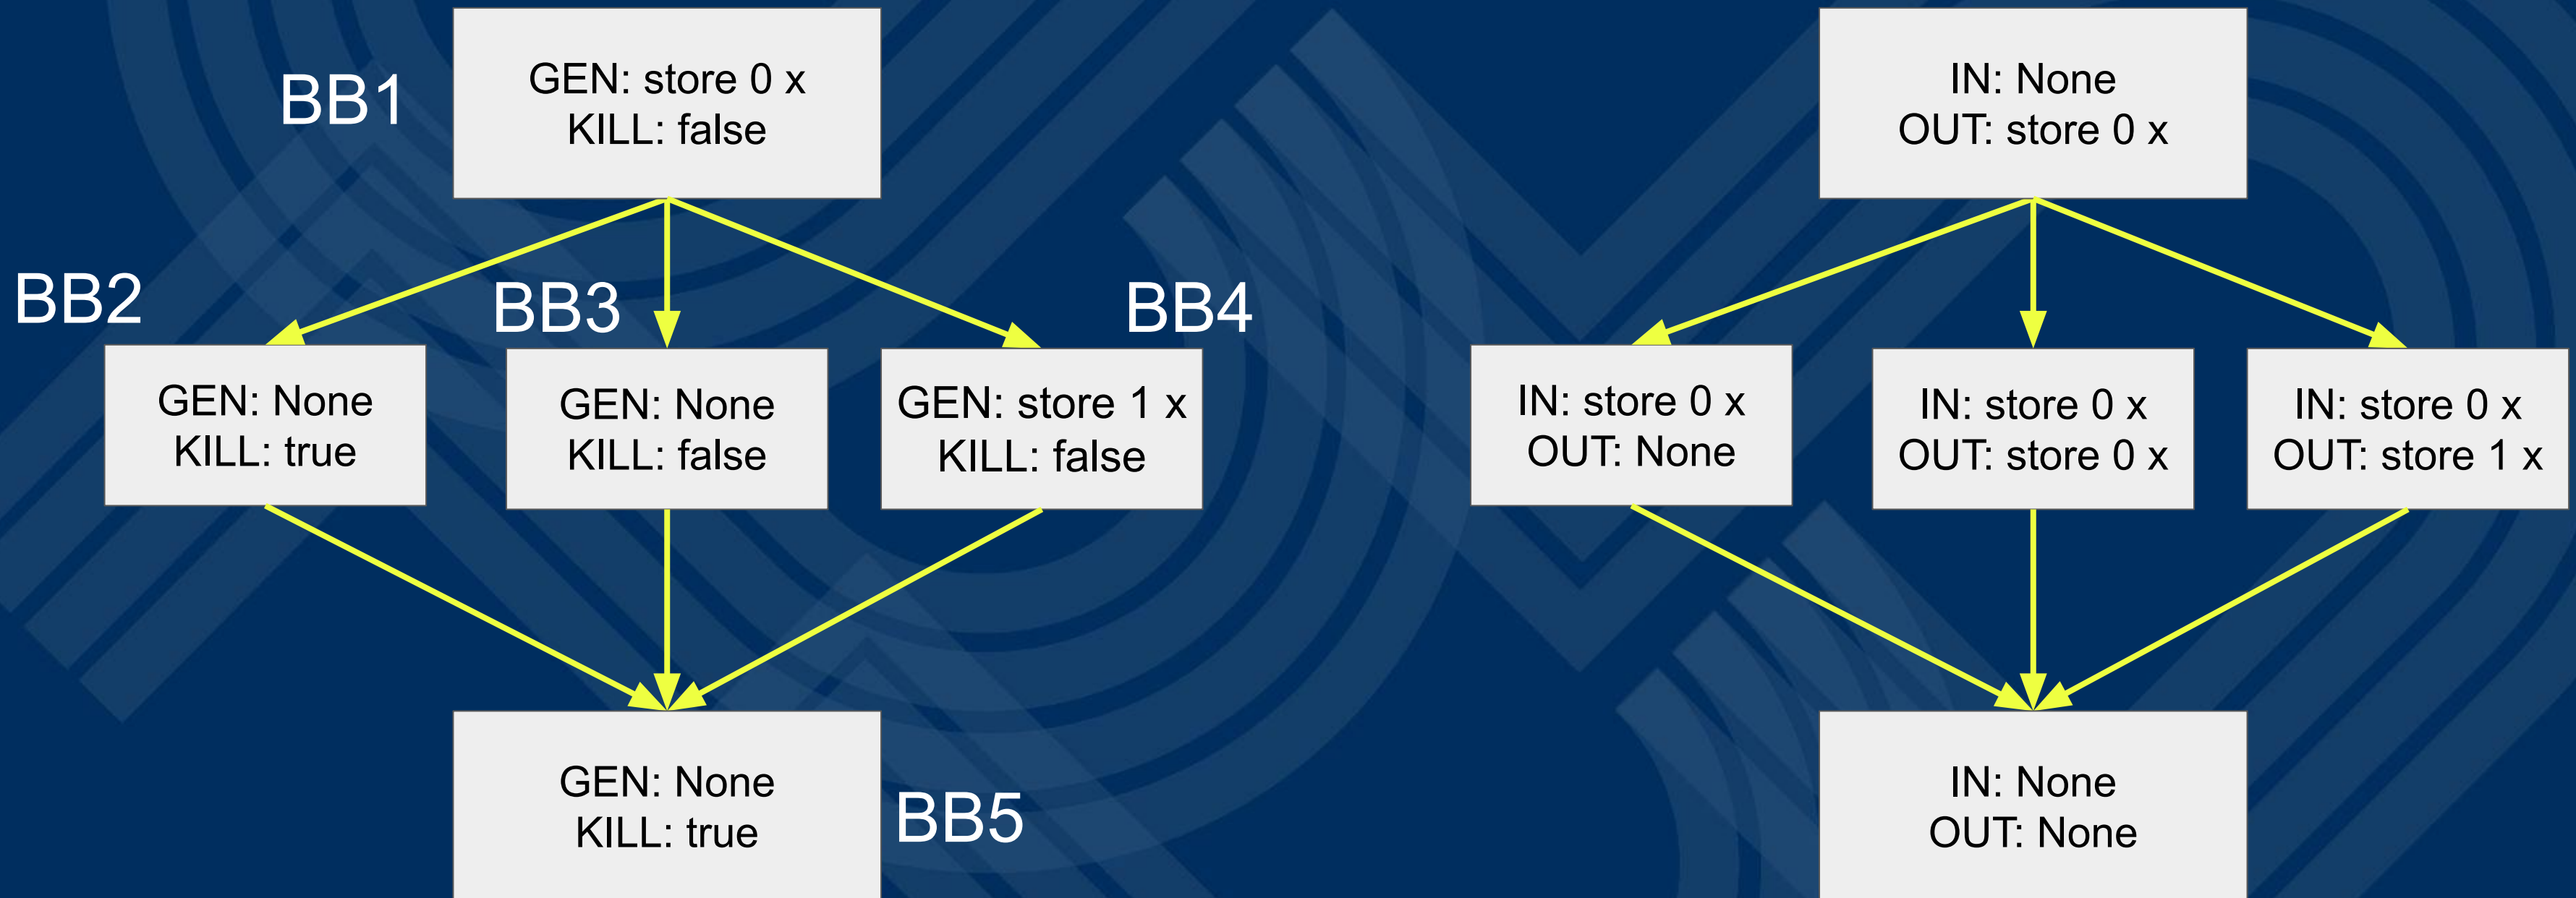 BB1
GEN: store 0 x
KILL: false
BB2
GEN: None
KILL: true
BB3
GEN: None
KILL: false
BB4
GEN: store 1 x
KILL: false
GEN: None
KILL: true
BB5
IN: None
OUT: store 0 x
IN: store 0 x
OUT: None
IN: store 0 x
OUT: store 0 x
IN: store 0 x
OUT: store 1 x
IN: None
OUT: None